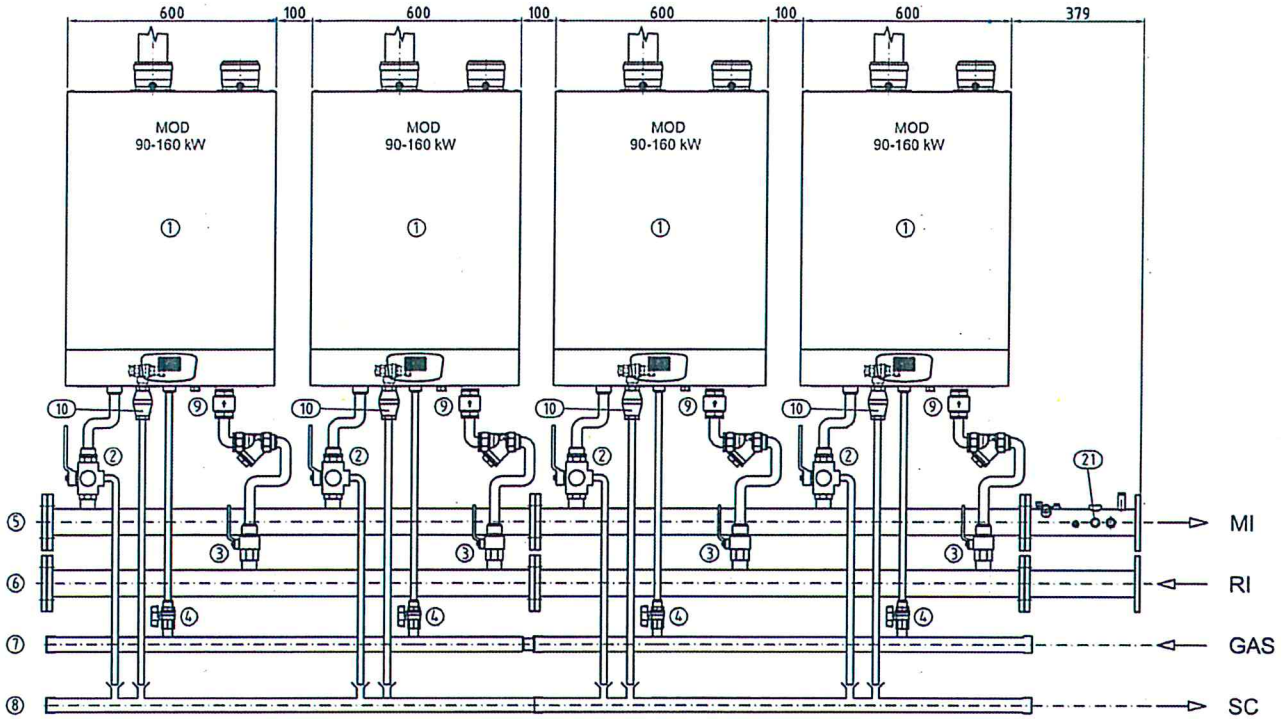 600 100 600 100 600 100 600 379
MOD MOD MOD MOD
90-160 kW 90-160 kW 90-160 kW 90-160 kW
1 1 1 1
10 9 10 9 10 9 10 9
2 2 2 2 21
5 MI
3 3 3 3
6 RI
4 4 4 4
7 GAS
8 SC